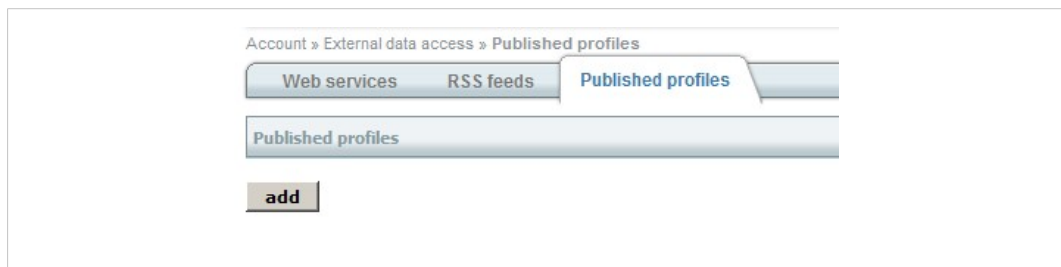 Account » External data access » Published profiles
Web services RSS feeds Published profiles
Published profiles
add